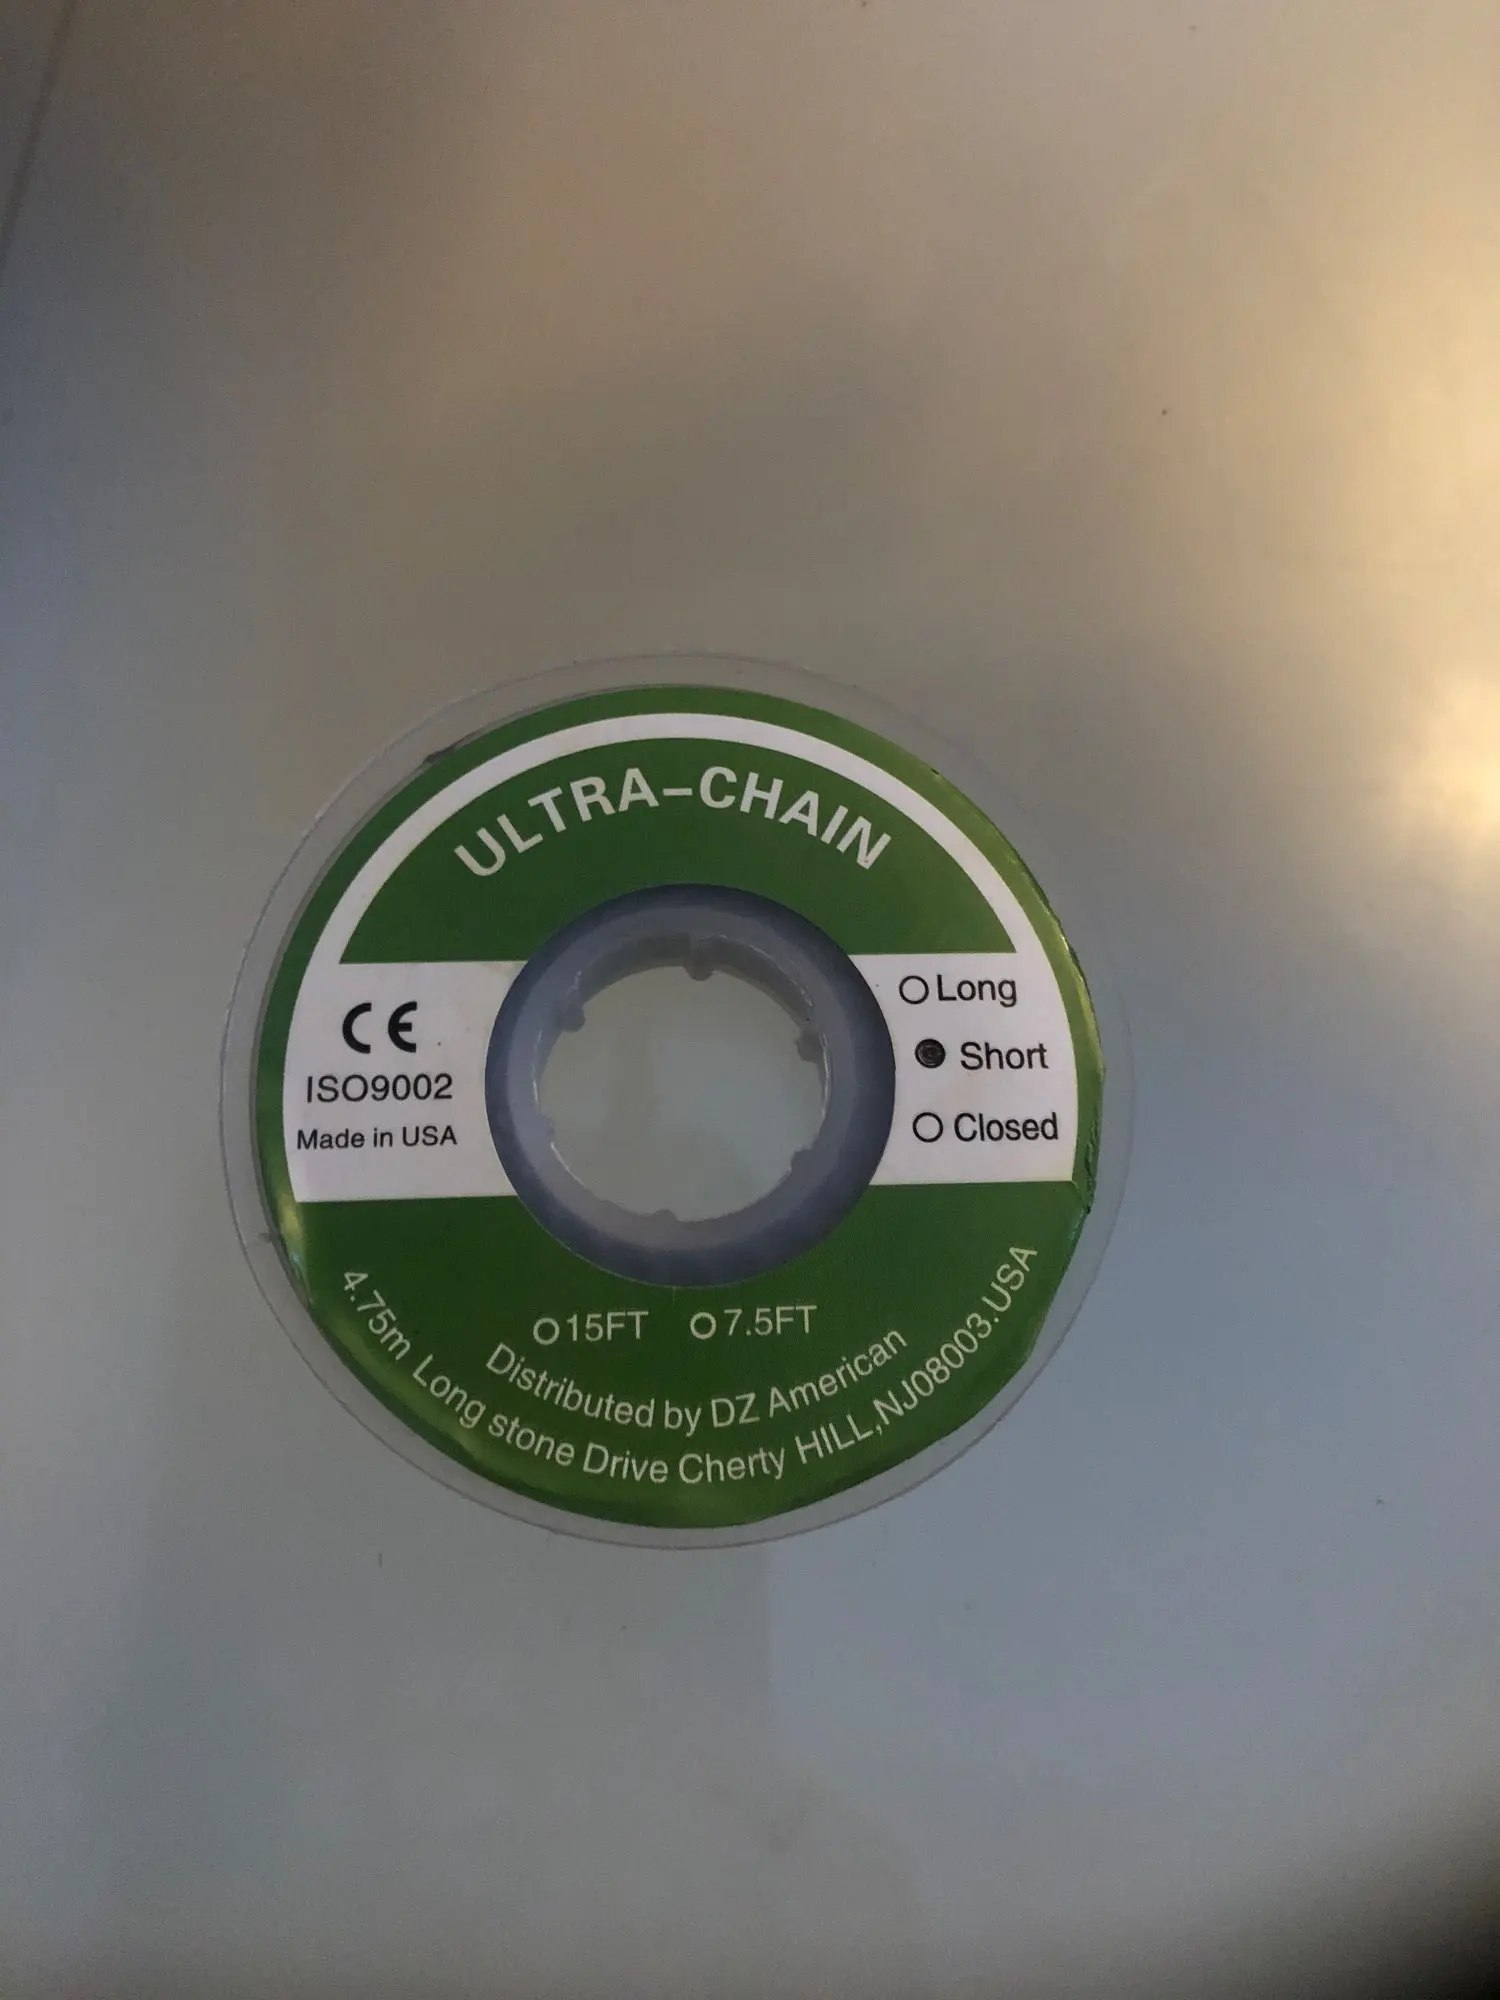 ULTRA-CHAIN
CE
ISO9002
Made in USA
Long
Short
Closed
15FT 7.5FT
Distributed by DZ American
4.75m Long stone Drive Cherty HILL,NJ08003.USA